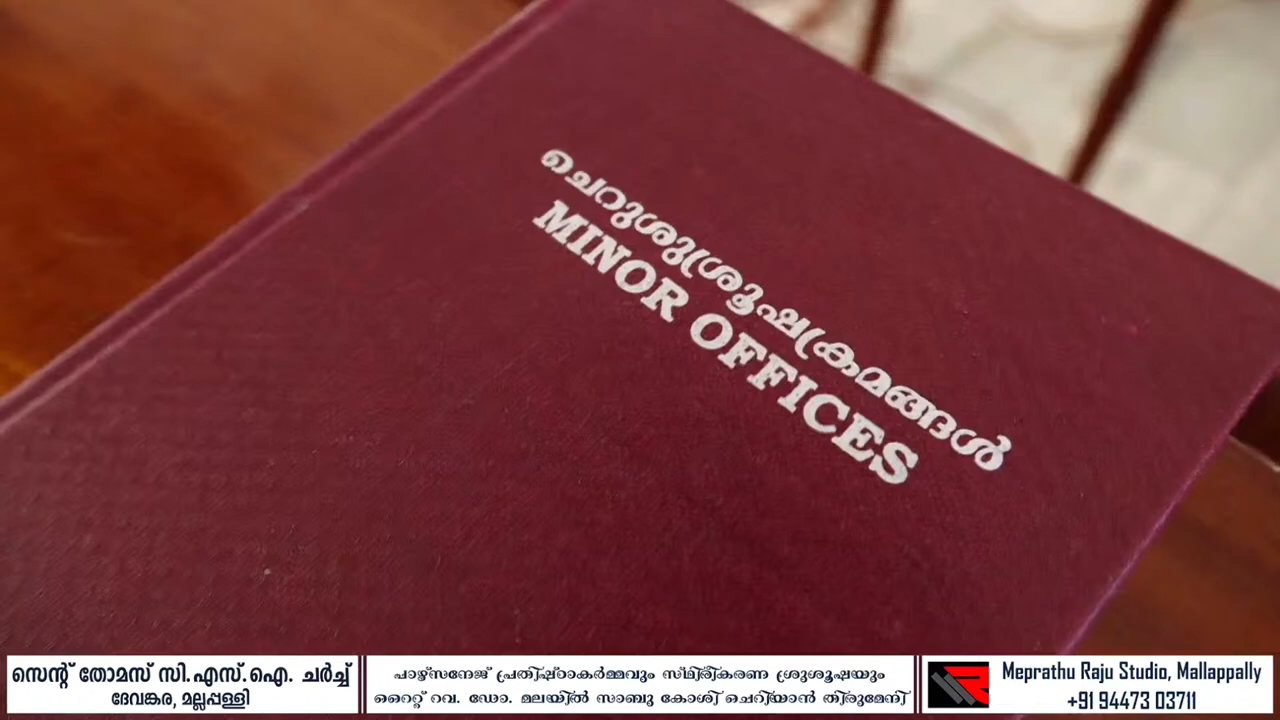 ചെറുശുശ്രൂഷക്രമങ്ങൾ
MINOR OFFICES
സെന്റ് തോമസ് സി.എസ്.ഐ. ചർച്ച്
ദേവങ്കര, മല്ലപ്പള്ളി
പാഴ്സനേജ് പ്രതിഷ്ഠാകർമ്മവും സ്ഥിരീകരണ ശുശ്രൂഷയും
റൈറ്റ് റവ. ഡോ. മലയിൽ സാബു കോശി ചെറിയാൻ തിരുമേനി
Meprathu Raju Studio, Mallappally
+91 94473 03711